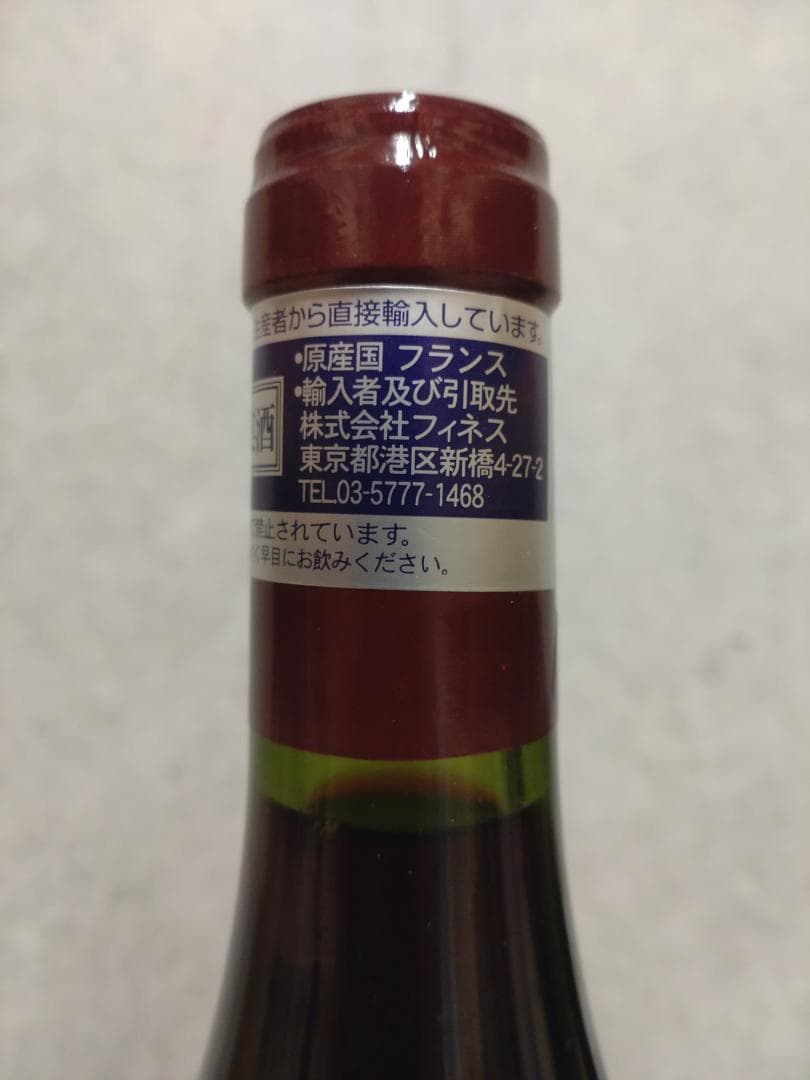 産者から直接輸入しています。
•原産国 フランス
•輸入者及び引取先
株式会社フィネス
東京都港区新橋4-27-2
TEL.03-5777-1468
酒
禁止されています。
早目にお飲みください。